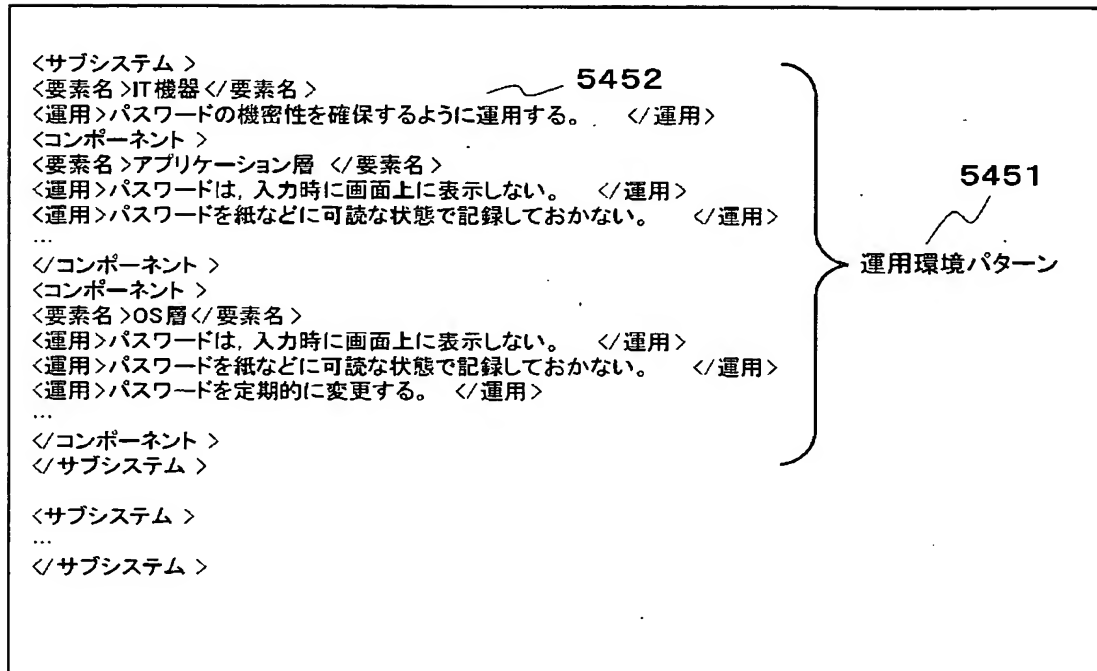 <サブシステム >
<要素名 >IT機器 </要素名 >
5452
<運用 >パスワードの機密性を確保するように運用する。 </運用 >
<コンポーネント >
<要素名 >アプリケーション層 </要素名 >
<運用 >パスワードは, 入力時に画面上に表示しない。 </運用 >
5451
<運用 >パスワードを紙などに可読な状態で記録しておかない。 </運用 >
...
</コンポーネント >
運用環境パターン
<コンポーネント >
<要素名 >OS層 </要素名 >
<運用 >パスワードは, 入力時に画面上に表示しない。 </運用 >
<運用 >パスワードを紙などに可読な状態で記録しておかない。 </運用 >
<運用 >パスワードを定期的に変更する。 </運用 >
...
</コンポーネント >
</サブシステム >
<サブシステム >
...
</サブシステム >